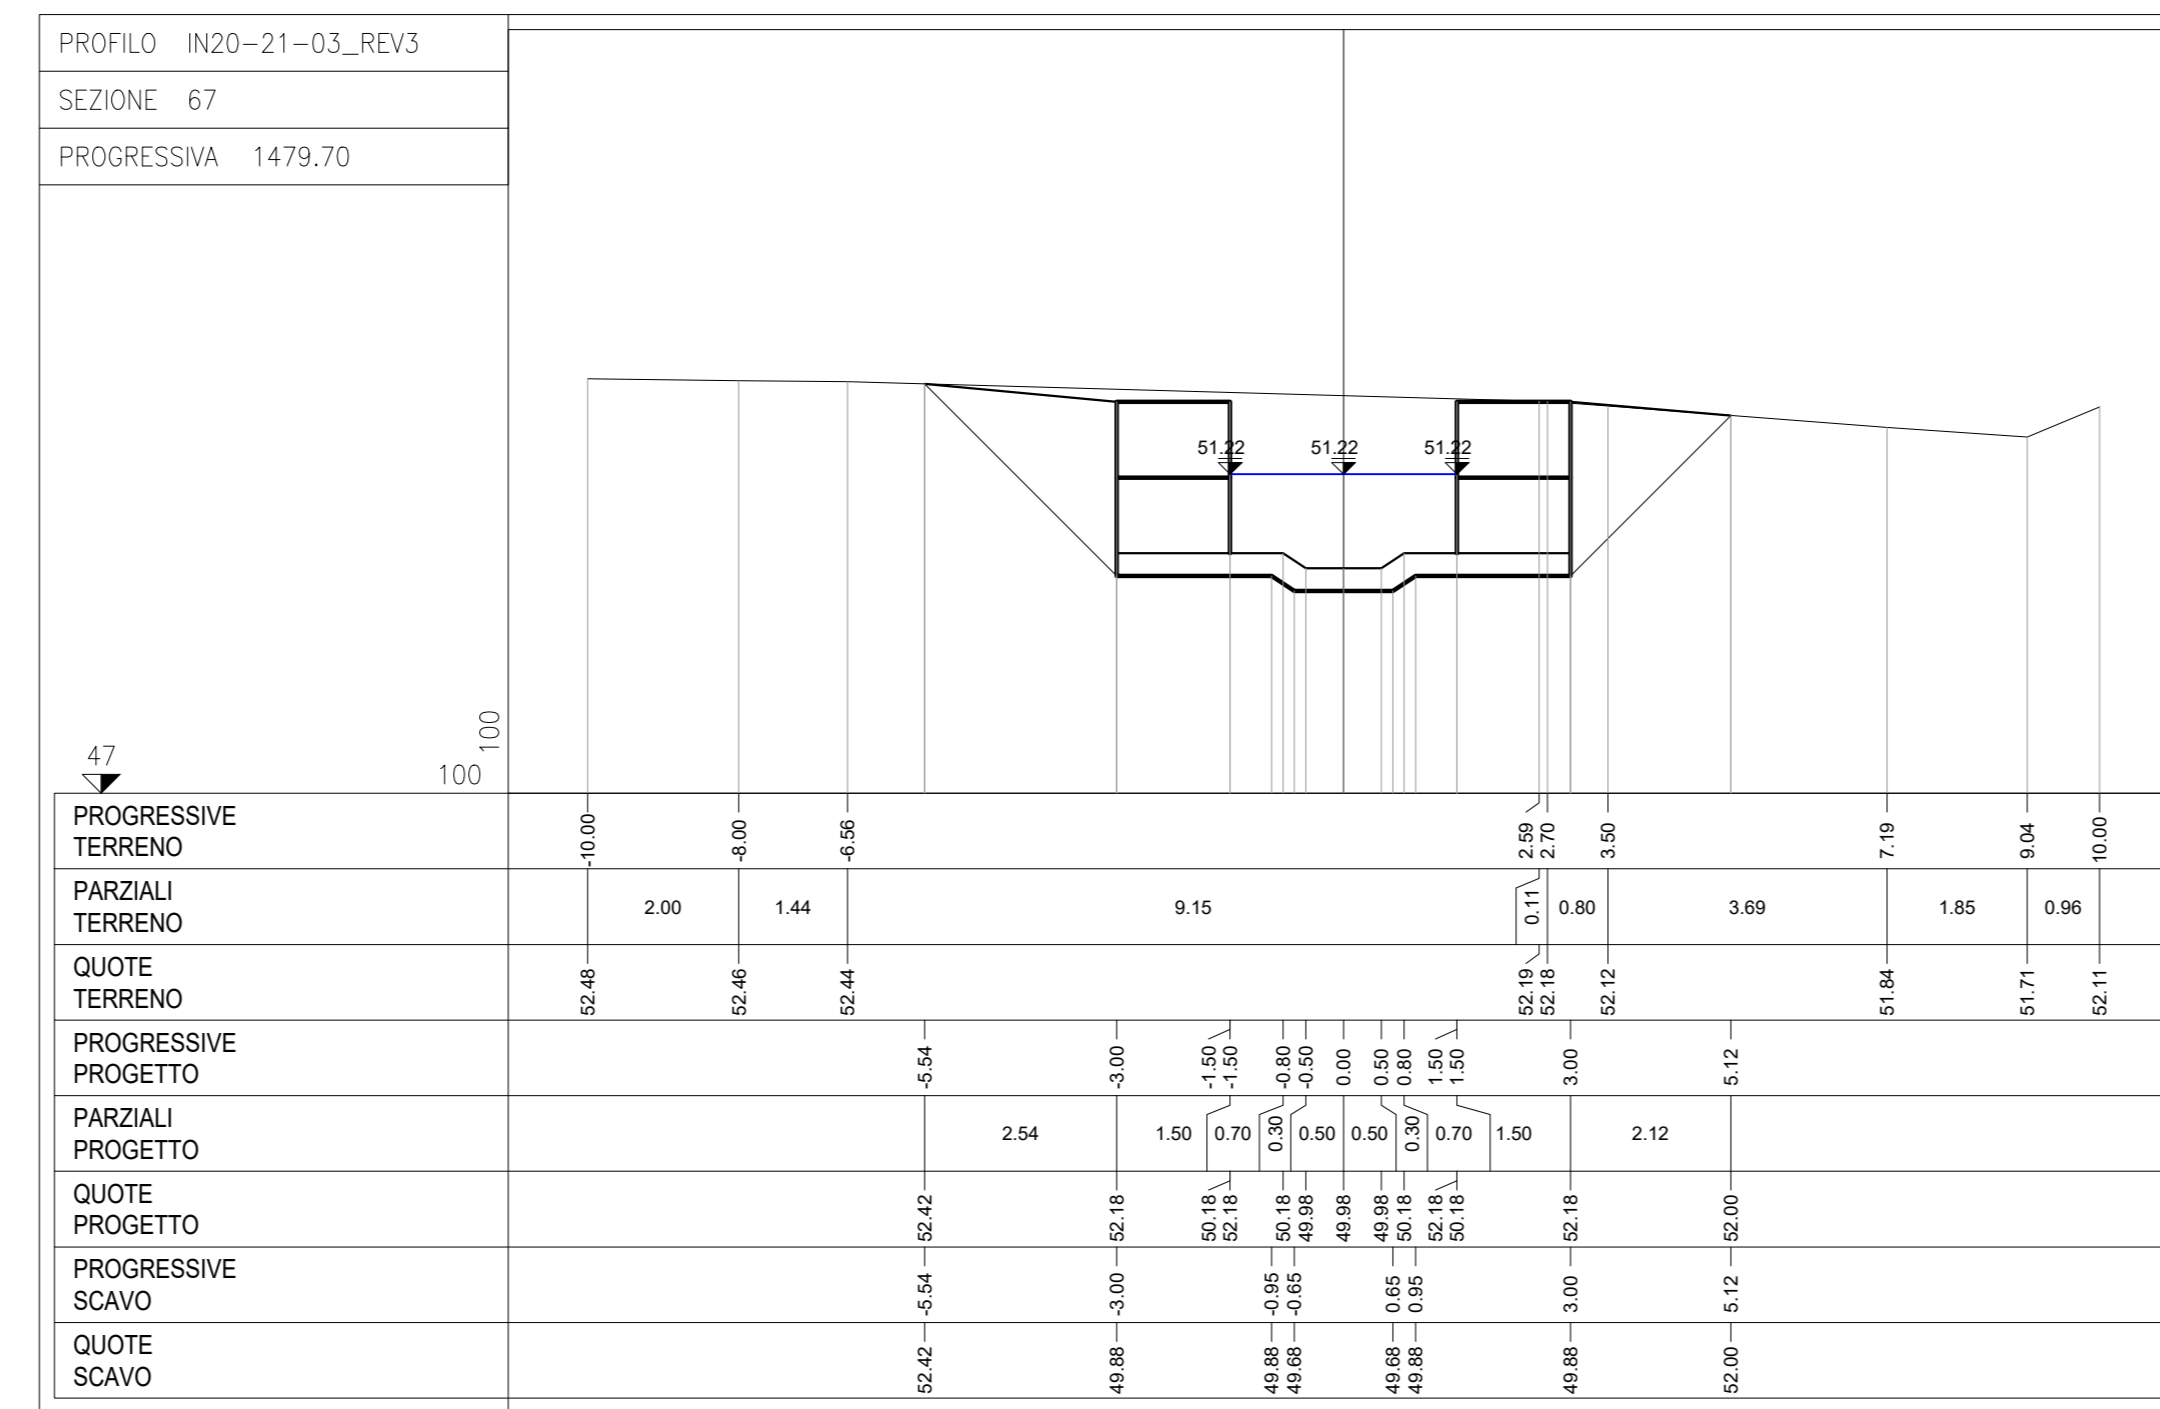 PROFILO IN20-21-03_REV3
SEZIONE 67
PROGRESSIVA 1479.70
51.22 51.22 51.22
47
100
100
PROGRESSIVE
TERRENO
-10.00 -8.00 -6.56 2.59 2.70 3.50 7.19 9.04 10.00
PARZIALI
TERRENO
2.00 1.44 9.15 0.11 0.80 3.69 1.85 0.96
QUOTE
TERRENO
52.48 52.46 52.44 52.19 52.18 52.12 51.84 51.71 52.11
PROGRESSIVE
PROGETTO
-5.54 -3.00 -1.50 -1.50 -0.80 -0.50 0.00 0.50 0.80 1.50 1.50 3.00 5.12
PARZIALI
PROGETTO
2.54 1.50 0.70 0.30 0.50 0.50 0.30 0.70 1.50 2.12
QUOTE
PROGETTO
52.42 52.18 50.18 52.18 50.18 49.98 49.98 49.98 50.18 52.18 50.18 52.18 52.00
PROGRESSIVE
SCAVO
-5.54 -3.00 -0.95 -0.65 0.65 0.95 3.00 5.12
QUOTE
SCAVO
52.42 49.88 49.88 49.68 49.68 49.88 49.88 52.00